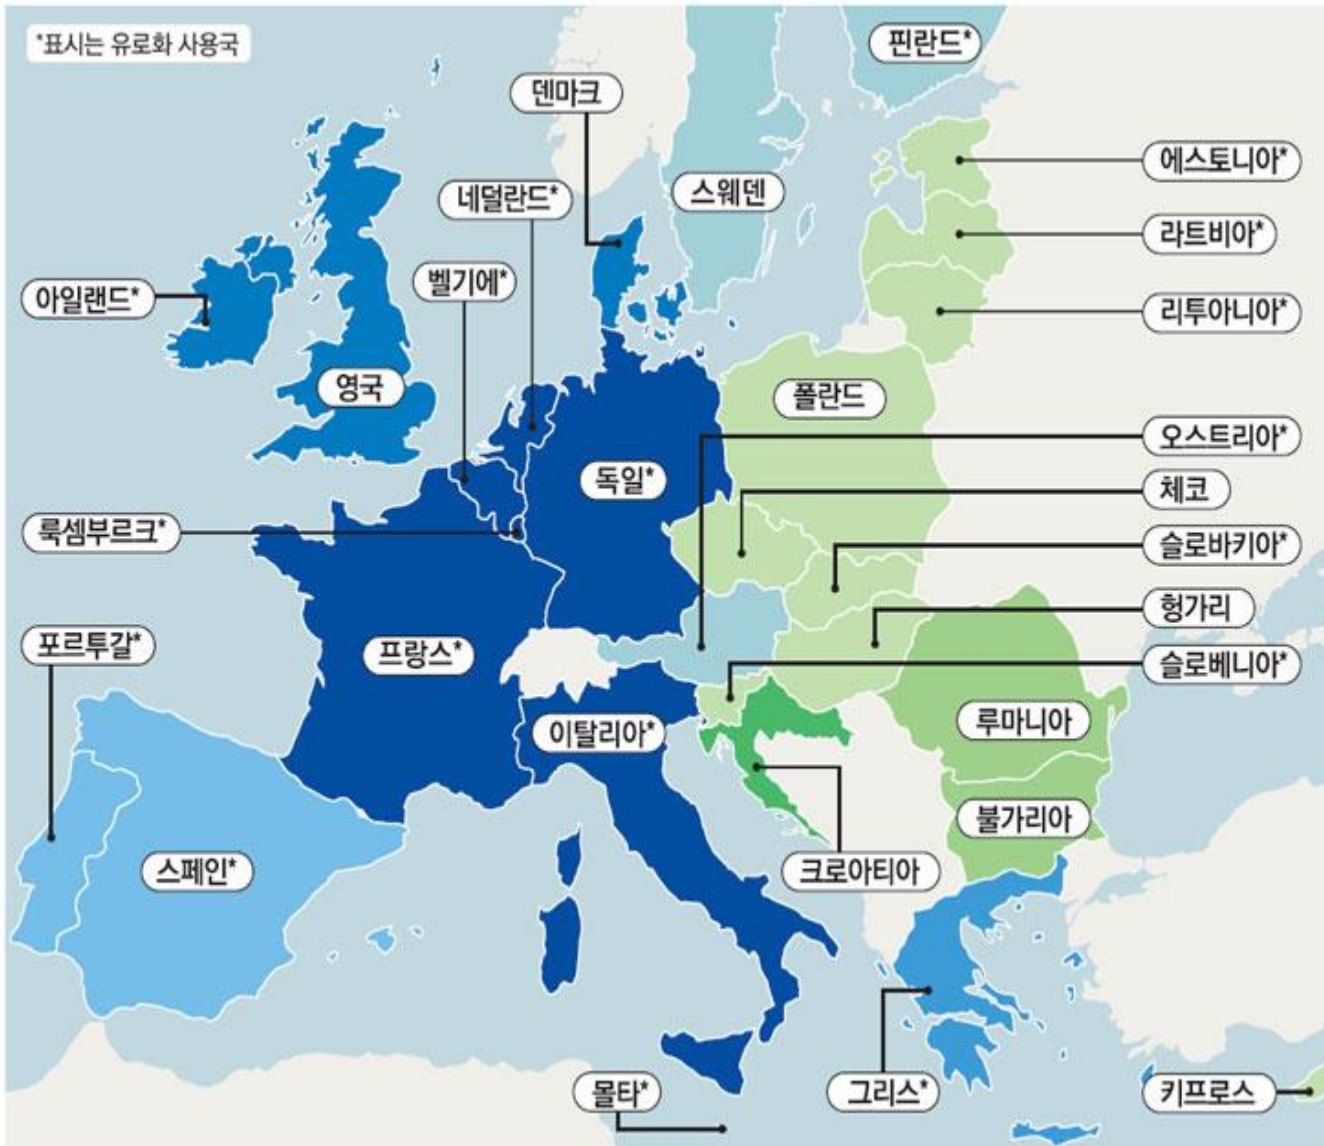 *표시는 유로화 사용국
핀란드*
덴마크
에스토니아*
네덜란드*
스웨덴
라트비아*
벨기에*
아일랜드*
리투아니아*
영국
폴란드
오스트리아*
독일*
체코
룩셈부르크*
슬로바키아*
헝가리
포르투갈*
프랑스*
슬로베니아*
루마니아
이탈리아*
불가리아
스페인*
크로아티아
몰타*
그리스*
키프로스